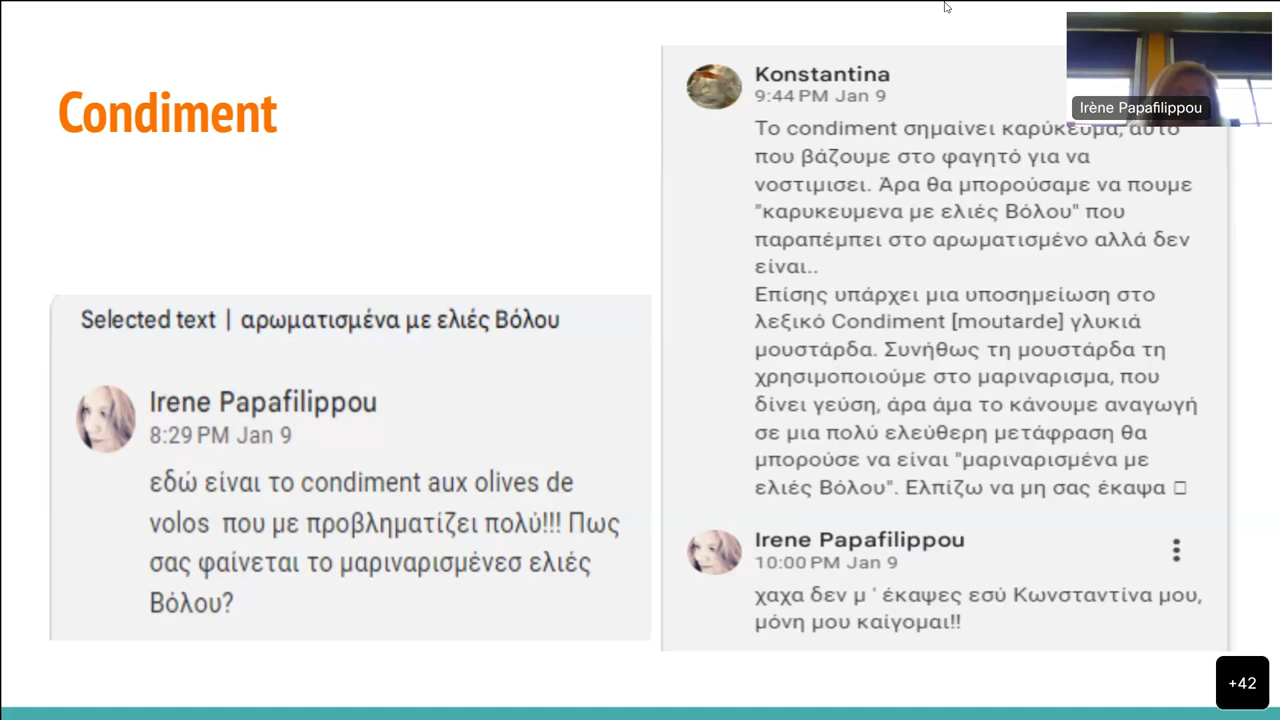 Condiment
Selected text | αρωματισμένα με ελιές Βόλου
Irene Papafilippou
8:29 PM Jan 9
εδώ είναι το condiment aux olives de
volos που με προβληματίζει πολύ!!! Πως
σας φαίνεται το μαριναρισμένεσ ελιές
Βόλου?
Konstantina
9:44 PM Jan 9
Το condiment σημαίνει καρύκευμα, αυτό
που βάζουμε στο φαγητό για να
νοστιμισει. Άρα θα μπορούσαμε να πουμε
"καρυκευμενα με ελιές Βόλου" που
παραπέμπει στο αρωματισμένο αλλά δεν
είναι..
Επίσης υπάρχει μια υποσημείωση στο
λεξικό Condiment [moutarde] γλυκιά
μουστάρδα. Συνήθως τη μουστάρδα τη
χρησιμοποιούμε στο μαριναρισμα, που
δίνει γεύση, άρα άμα το κάνουμε αναγωγή
σε μια πολύ ελεύθερη μετάφραση θα
μπορούσε να είναι "μαριναρισμένα με
ελιές Βόλου". Ελπίζω να μη σας έκαψα
Irene Papafilippou
10:00 PM Jan 9
χαχα δεν μ ' έκαψες εσύ Κωνσταντίνα μου,
μόνη μου καίγομαι!!
Irène Papafilippou
+42